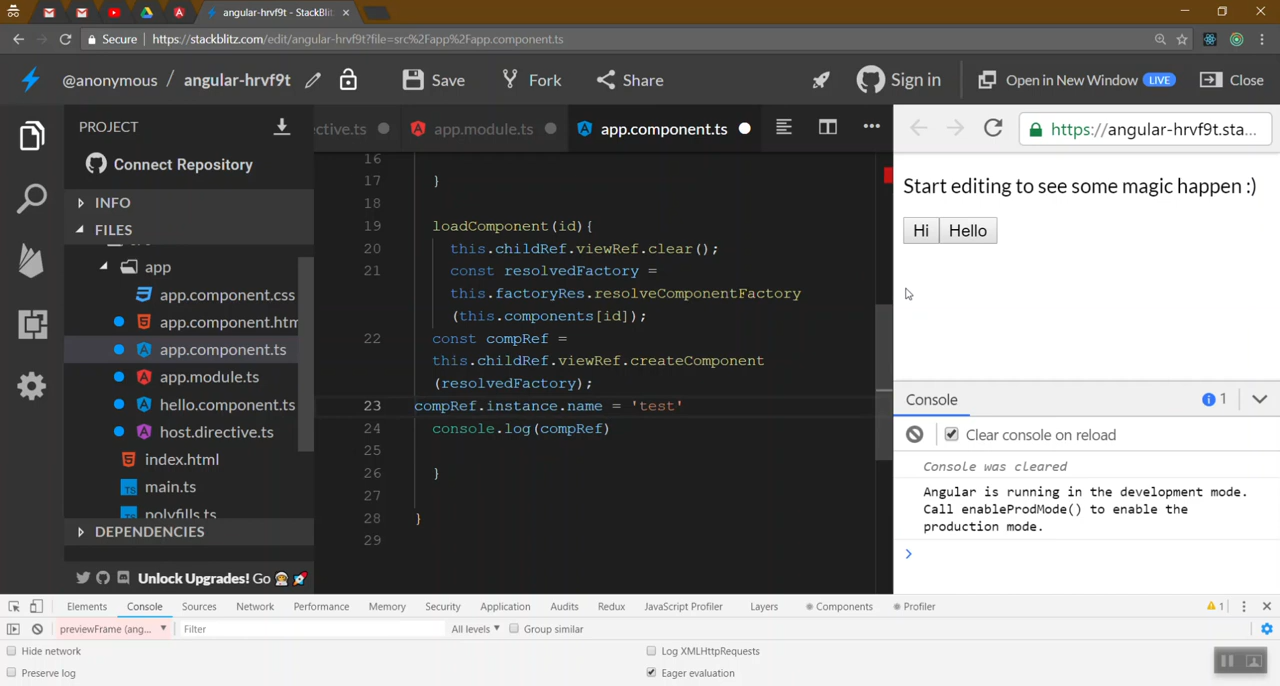 angular-hrvf9t - StackBlit
Secure https://stackblitz.com/edit/angular-hrvf9t?file=src%2Fapp%2Fapp.component.ts
@anonymous / angular-hrvf9t Save Fork Share Sign in Open in New Window LIVE Close
PROJECT
Connect Repository
INFO
FILES
app
app.component.css
app.component.htm
app.component.ts
app.module.ts
hello.component.ts
host.directive.ts
index.html
main.ts
polyfills.ts
DEPENDENCIES
Unlock Upgrades! Go
ective.ts app.module.ts app.component.ts
16
17 }
18
19 loadComponent(id){
20 this.childRef.viewRef.clear();
21 const resolvedFactory =
this.factoryRes.resolveComponentFactory
(this.components[id]);
22 const compRef =
this.childRef.viewRef.createComponent
(resolvedFactory);
23 compRef.instance.name = 'test'
24 console.log(compRef)
25
26 }
27
28 }
29
https://angular-hrvf9t.sta...
Start editing to see some magic happen :)
Hi Hello
Console 1
Clear console on reload
Console was cleared
Angular is running in the development mode.
Call enableProdMode() to enable the
production mode.
Elements Console Sources Network Performance Memory Security Application Audits Redux JavaScript Profiler Layers Components Profiler 1
previewFrame (ang... Filter All levels Group similar
Hide network Log XMLHttpRequests
Preserve log Eager evaluation